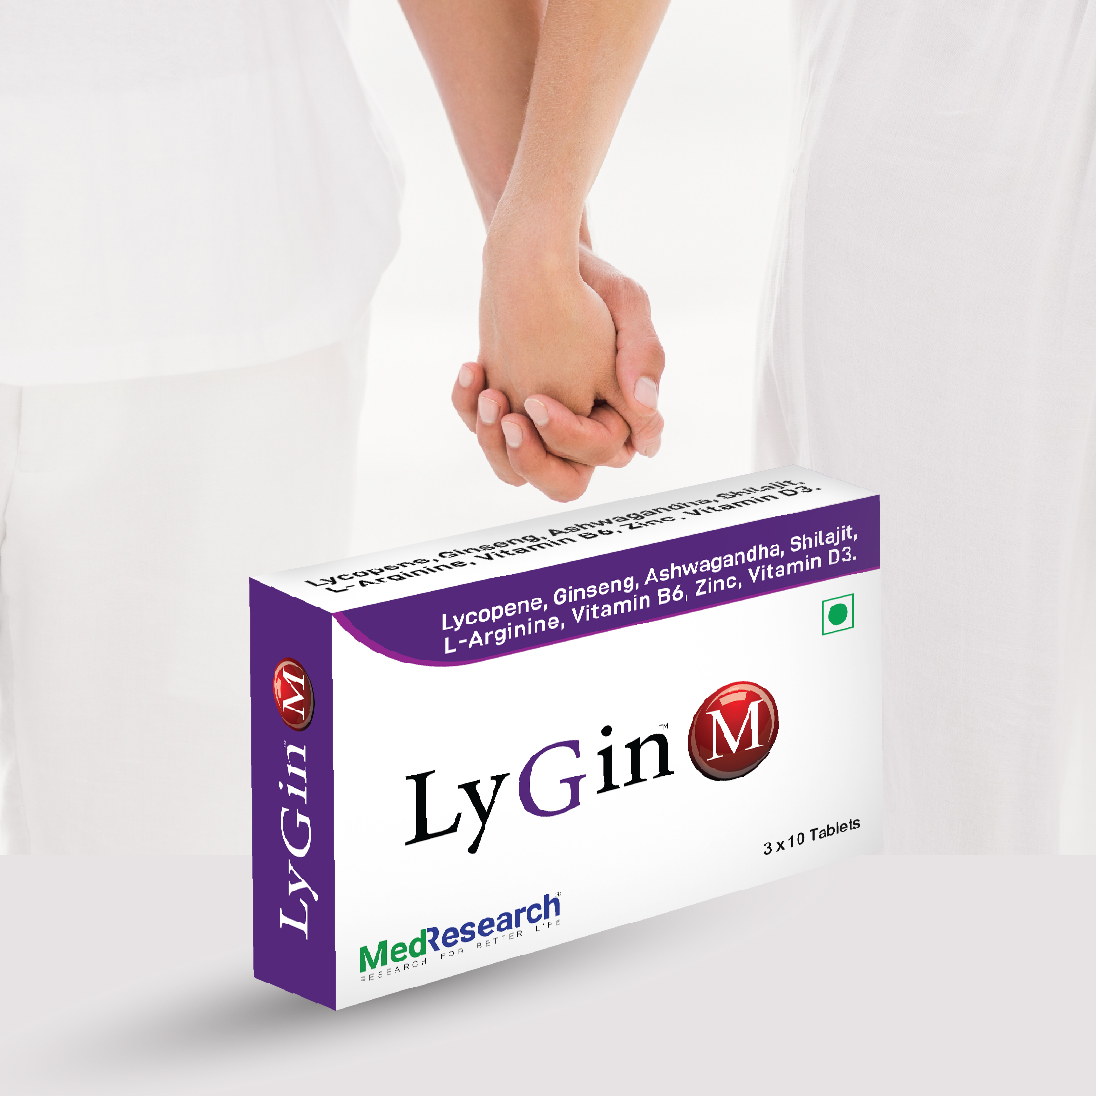 Lycopene, Ginseng, Ashwagandha, Shilajit,
L-Arginine, Vitamin B6, Zinc, Vitamin D3.
Lycopene, Ginseng, Ashwagandha, Shilajit,
L-Arginine, Vitamin B6, Zinc, Vitamin D3.
LyGin™ M
LyGin M
3 x 10 Tablets
MedResearch®
RESEARCH FOR BETTER LIFE